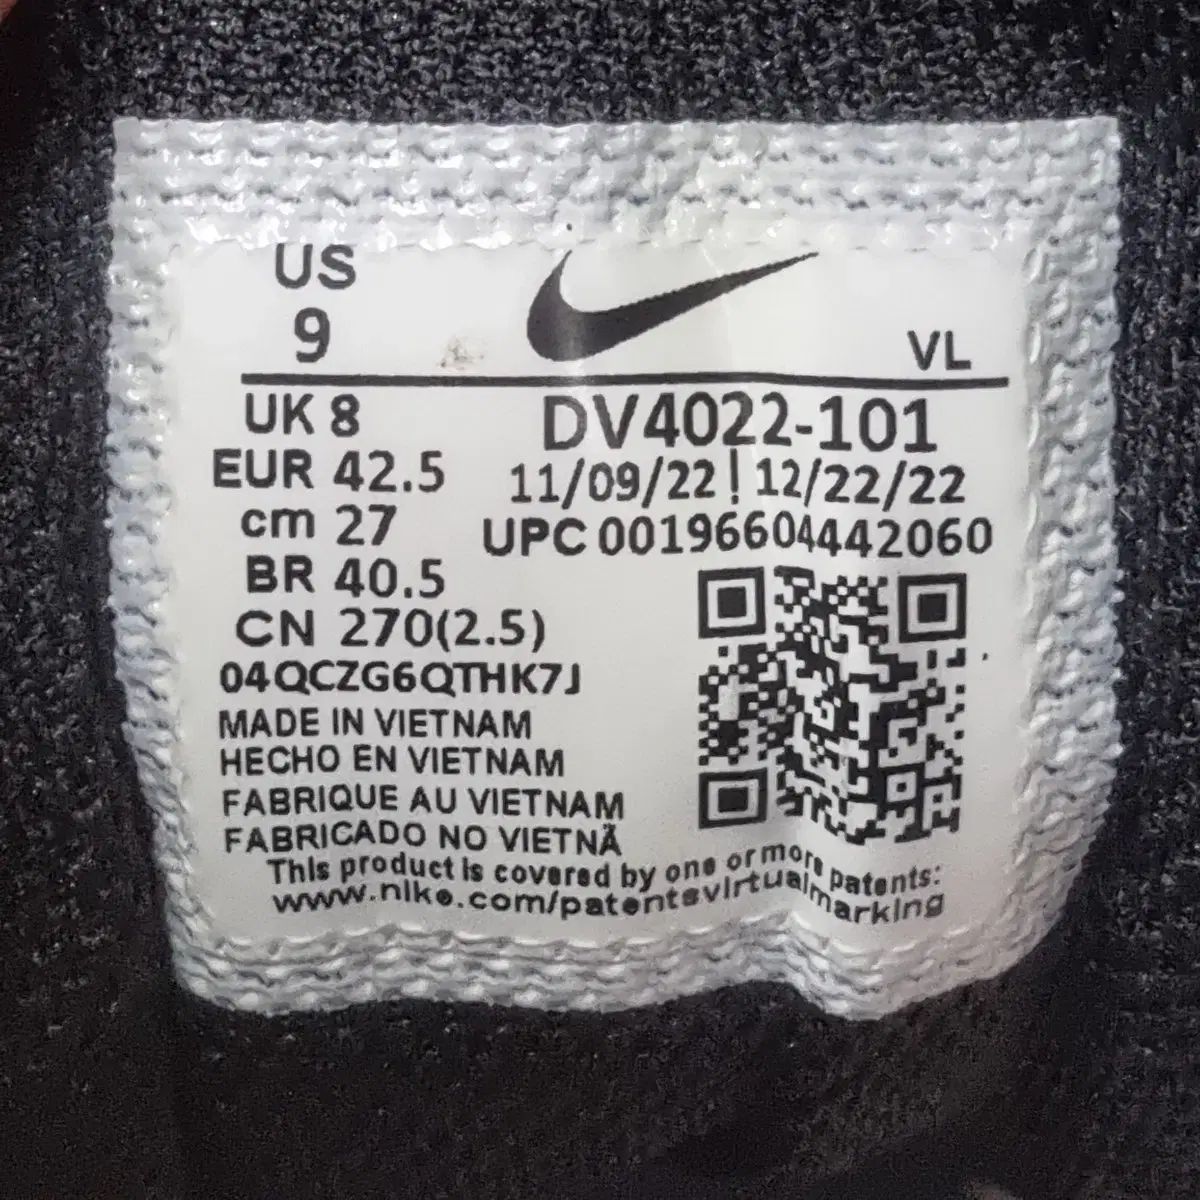 US
9
VL
UK 8
EUR 42.5
cm 27
BR 40.5
CN 270(2.5)
DV4022-101
11/09/22 | 12/22/22
UPC 00196604442060
04QCZG6QTHK7J
MADE IN VIETNAM
HECHO EN VIETNAM
FABRIQUE AU VIETNAM
FABRICADO NO VIETNÃ
This product is covered by one or more patents:
www.nike.com/patentsvirtualmarking